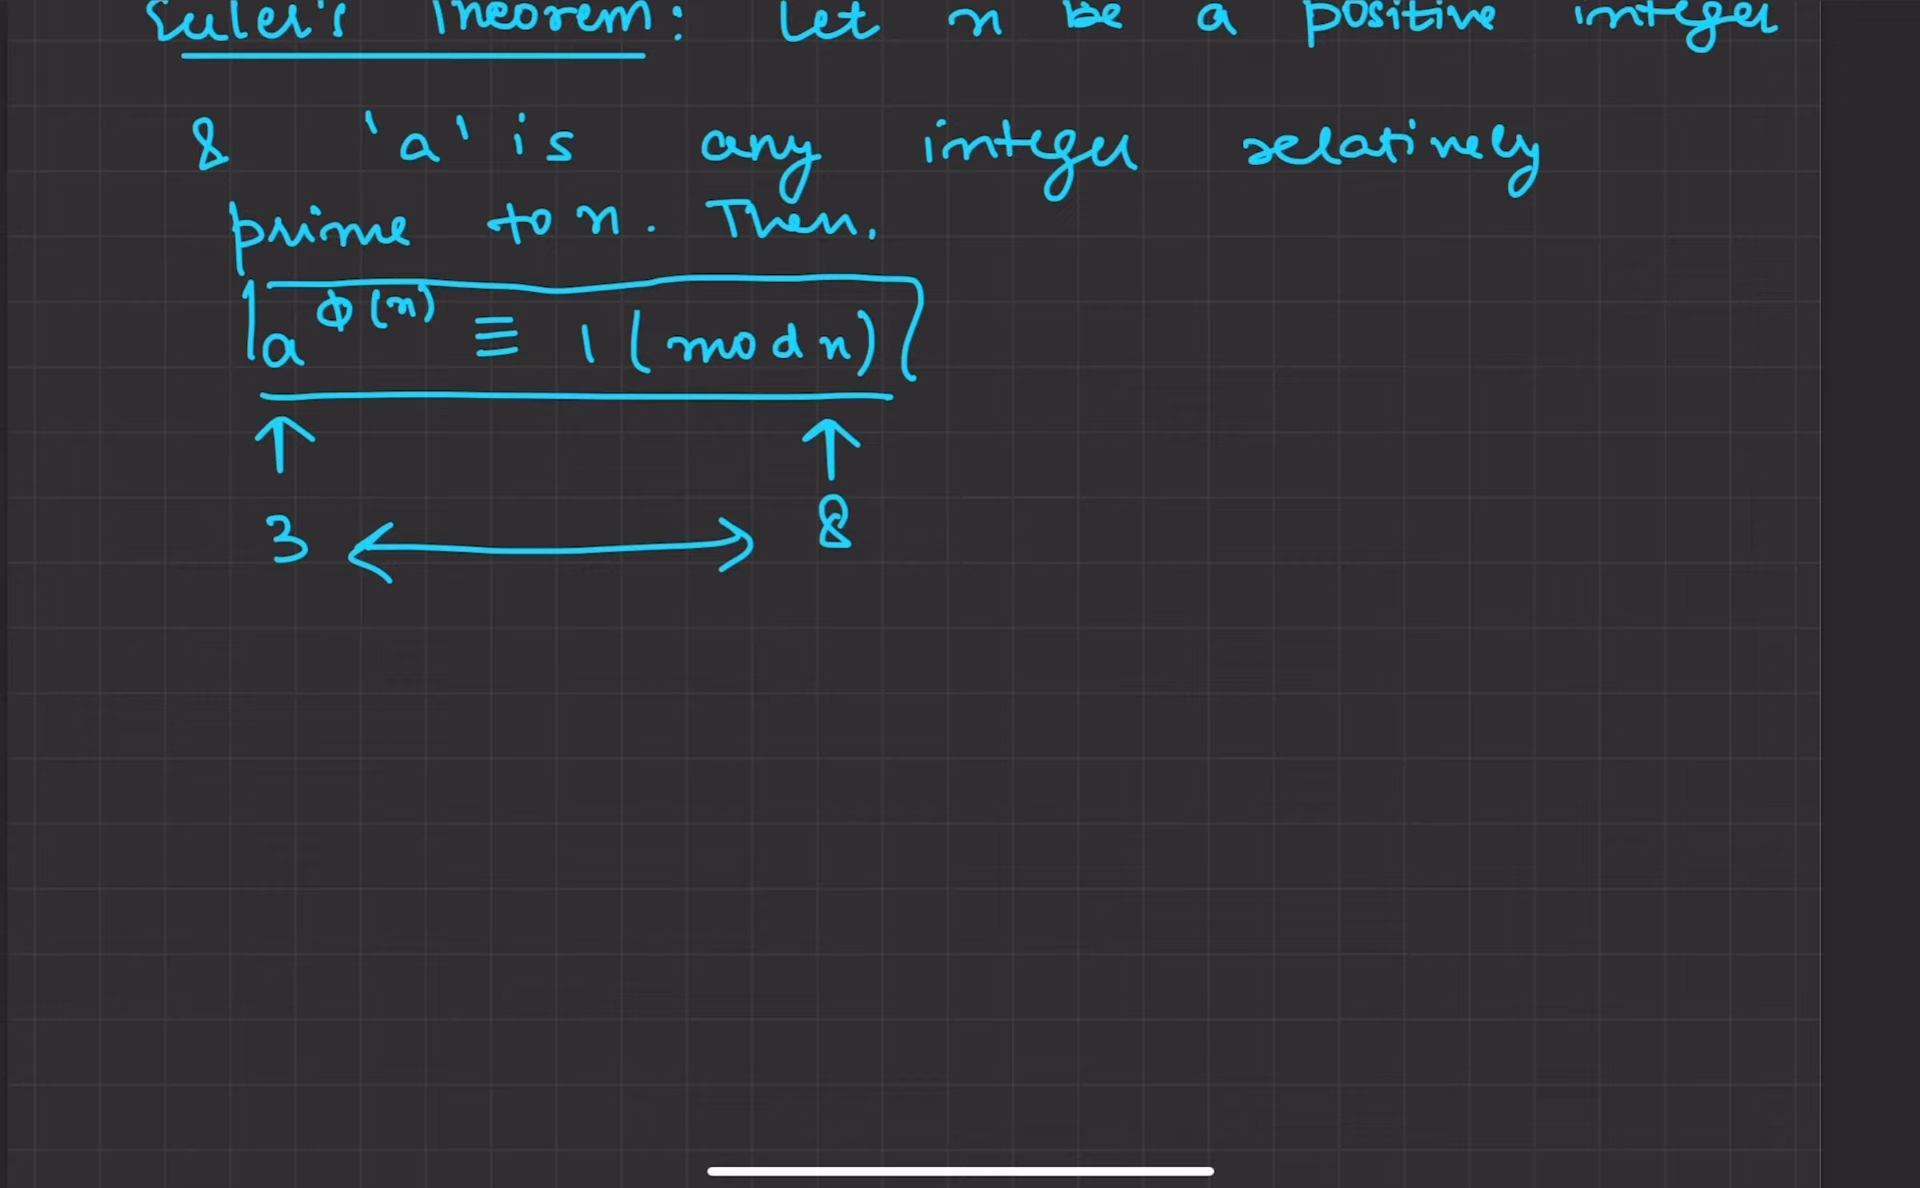 Euler's Theorem: Let n be a positive integer
& 'a' is any integer relatively
prime to n. Then,
a^ϕ(n) ≡ 1 (mod n)
↑ ↑
3 ⟷ 8